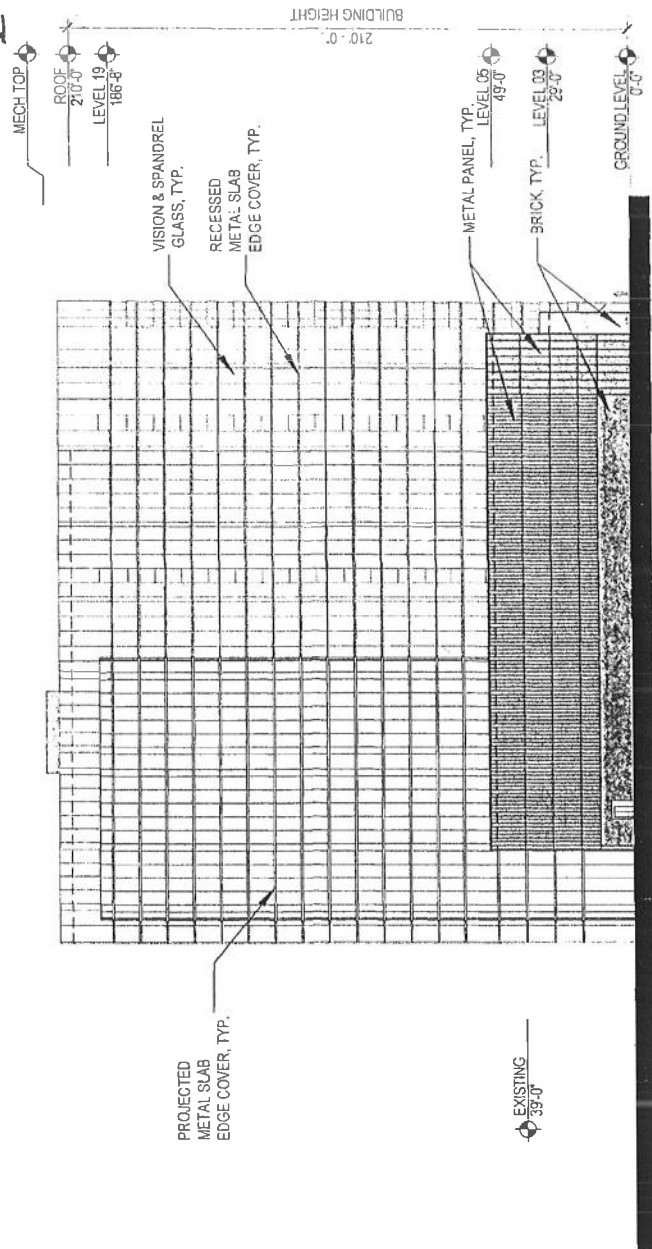 MECH TOP
ROOF
210'-0"
LEVEL 19
186'-8"
BUILDING HEIGHT
210'-0"
VISION & SPANDREL
GLASS, TYP.
RECESSED
METAL SLAB
EDGE COVER, TYP.
METAL PANEL, TYP.
LEVEL 05
49'-0"
LEVEL 03
29'-0"
BRICK, TYP.
GROUND LEVEL
0'-0"
PROJECTED
METAL SLAB
EDGE COVER, TYP.
EXISTING
39'-0"